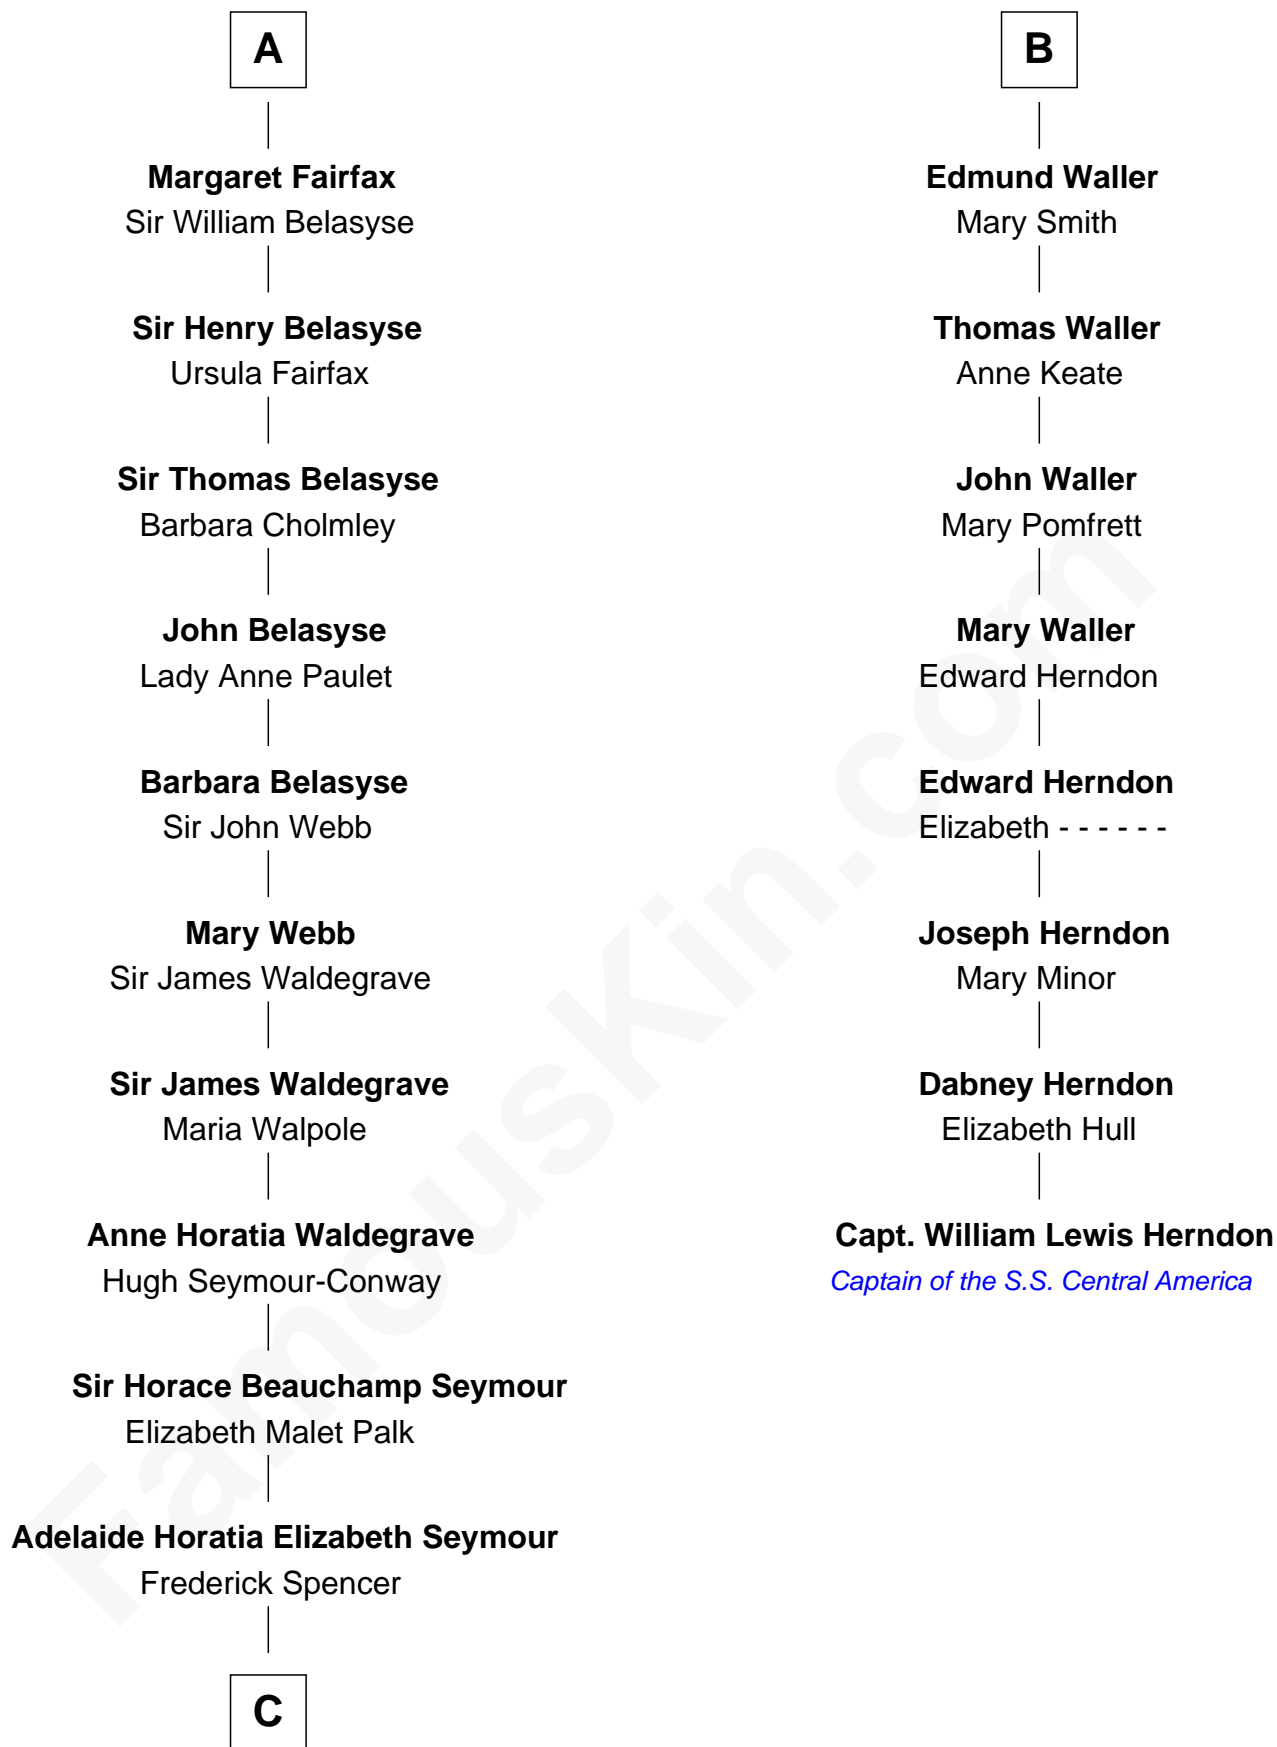 A
Margaret Fairfax
Sir William Belasyse
Sir Henry Belasyse
Ursula Fairfax
Sir Thomas Belasyse
Barbara Cholmley
John Belasyse
Lady Anne Paulet
Barbara Belasyse
Sir John Webb
Mary Webb
Sir James Waldegrave
Sir James Waldegrave
Maria Walpole
Anne Horatia Waldegrave
Hugh Seymour-Conway
Sir Horace Beauchamp Seymour
Elizabeth Malet Palk
Adelaide Horatia Elizabeth Seymour
Frederick Spencer
C
B
Edmund Waller
Mary Smith
Thomas Waller
Anne Keate
John Waller
Mary Pomfrett
Mary Waller
Edward Herndon
Edward Herndon
Elizabeth - - - - - -
Joseph Herndon
Mary Minor
Dabney Herndon
Elizabeth Hull
Capt. William Lewis Herndon
Captain of the S.S. Central America
FamousKin.com